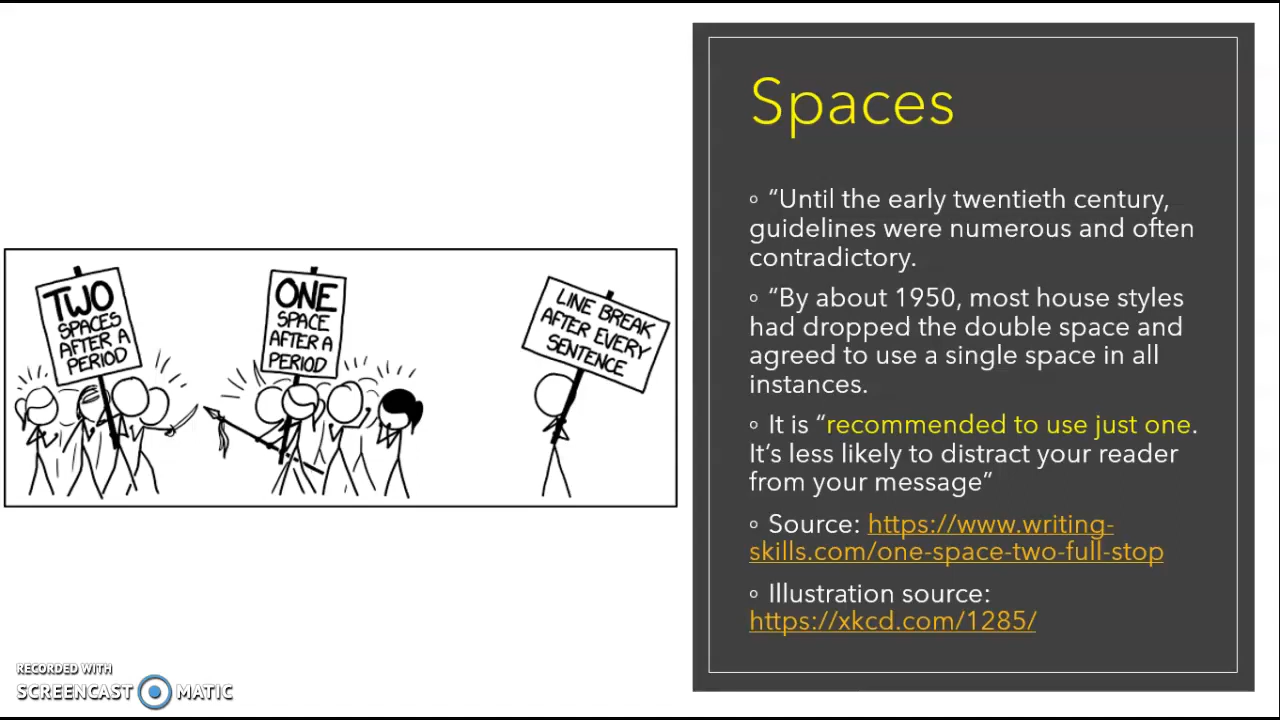 TWO
SPACES
AFTER A
PERIOD
ONE
SPACE
AFTER A
PERIOD
LINE BREAK
AFTER EVERY
SENTENCE
Spaces
◦ “Until the early twentieth century,
guidelines were numerous and often
contradictory.
◦ “By about 1950, most house styles
had dropped the double space and
agreed to use a single space in all
instances.
◦ It is “recommended to use just one.
It’s less likely to distract your reader
from your message”
◦ Source: https://www.writing-
skills.com/one-space-two-full-stop
◦ Illustration source:
https://xkcd.com/1285/
RECORDED WITH
SCREENCAST MATIC